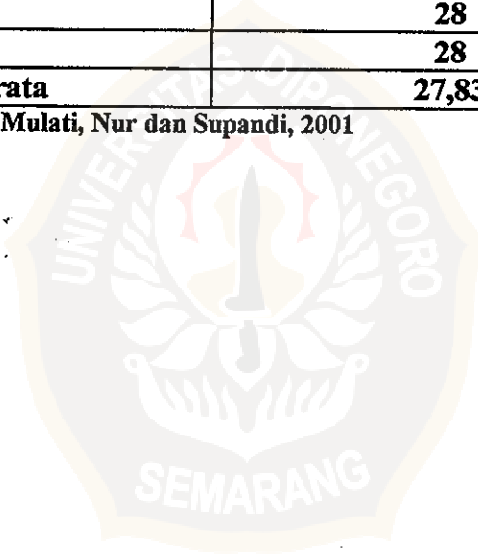 28
28
rata 27,83
Mulati, Nur dan Supandi, 2001
UNIVERSITAS DIPONEGORO
SEMARANG